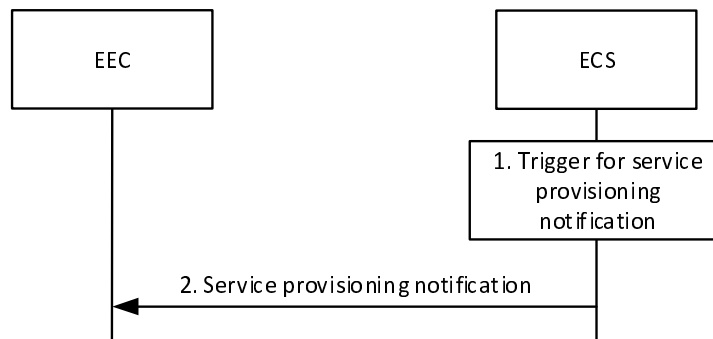 EEC
ECS
1. Trigger for service
provisioning
notification
2. Service provisioning notification